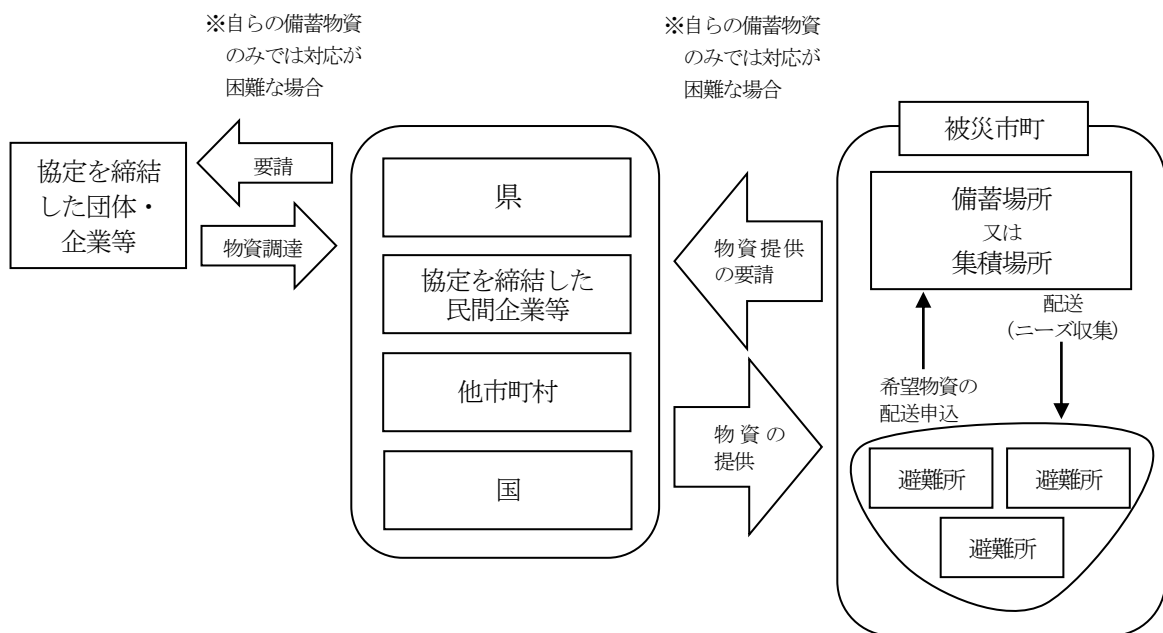 ※自らの備蓄物資
のみでは対応が
困難な場合
※自らの備蓄物資
のみでは対応が
困難な場合
協定を締結
した団体・
企業等
要請
物資調達
県
協定を締結した
民間企業等
他市町村
国
物資提供
の要請
物資の
提供
被災市町
備蓄場所
又は
集積場所
配送
(ニーズ収集)
希望物資の
配送申込
避難所
避難所
避難所